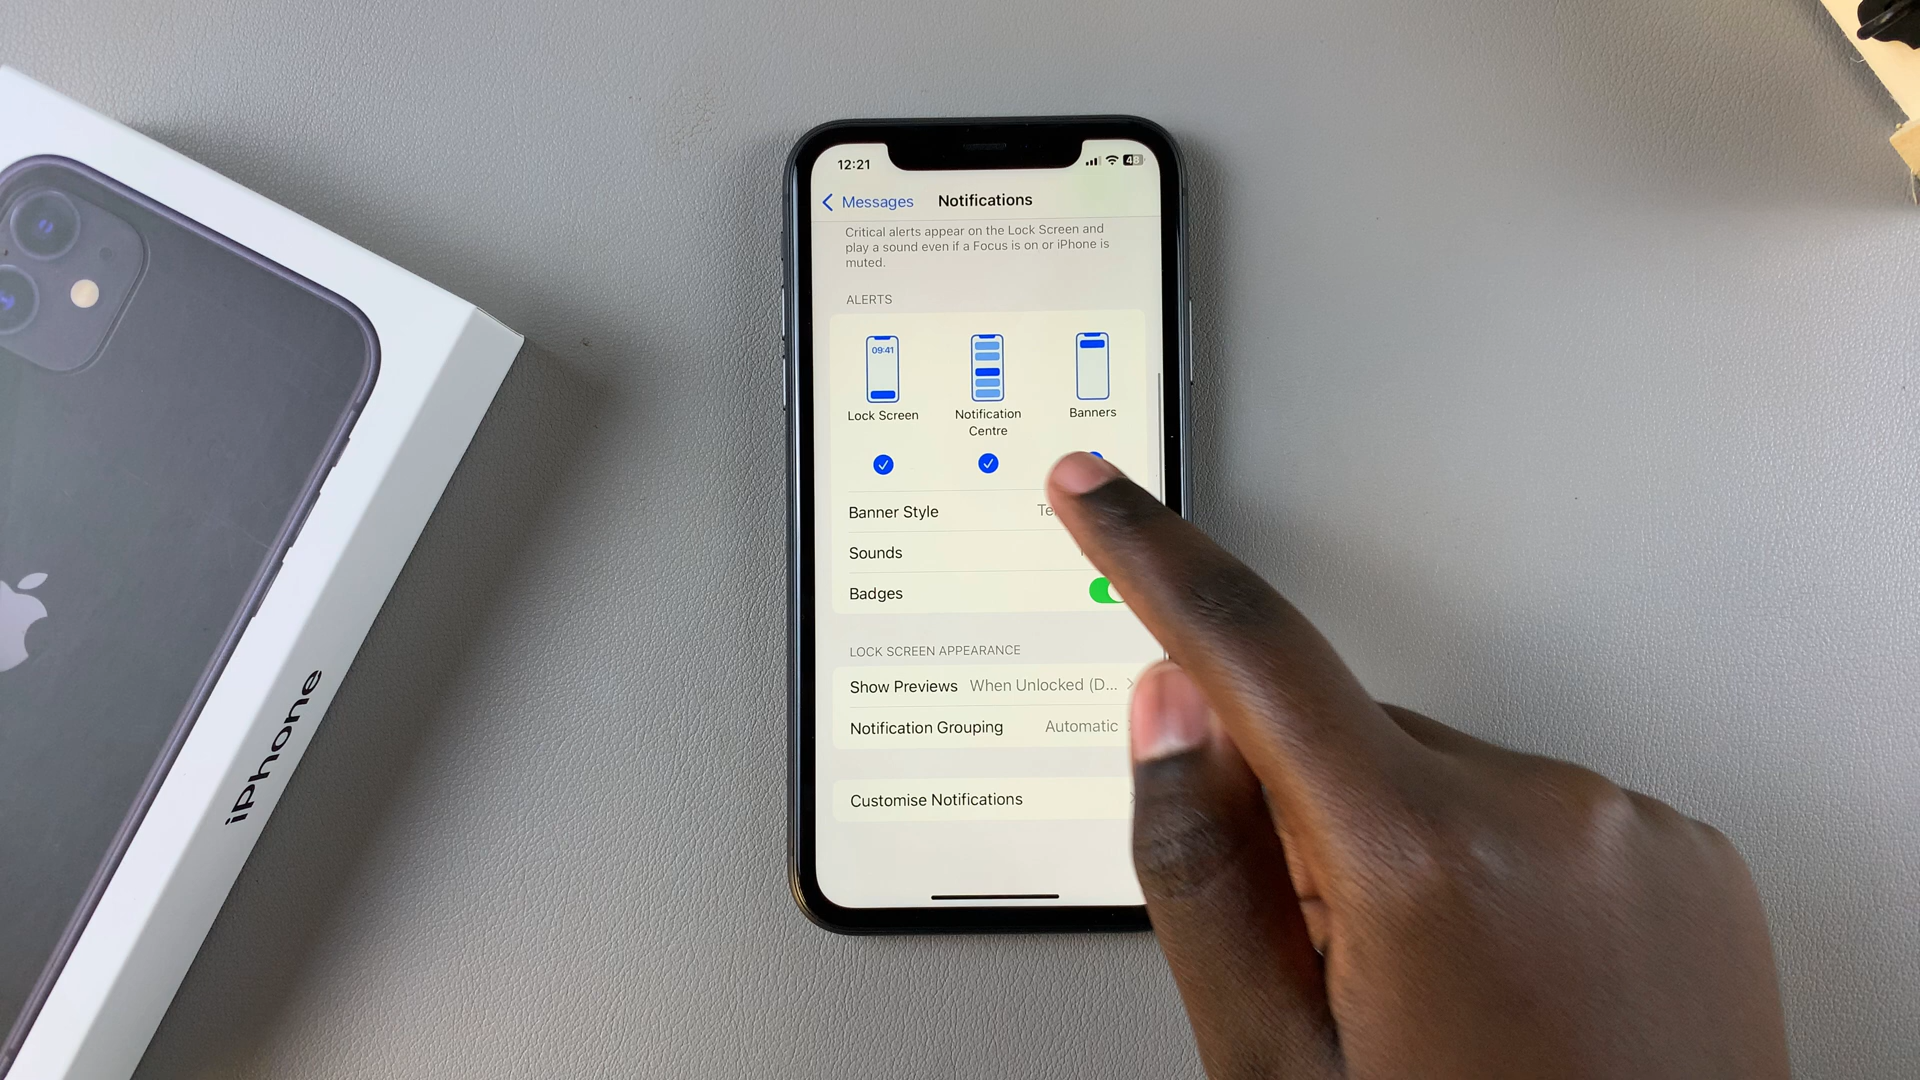 12:21
48
Messages
Notifications
Critical alerts appear on the Lock Screen and
play a sound even if a Focus is on or iPhone is
muted.
ALERTS
09:41
Lock Screen
Notification
Centre
Banners
Banner Style
Sounds
Badges
LOCK SCREEN APPEARANCE
Show Previews When Unlocked (D...
Notification Grouping Automatic
Customise Notifications
iPhone